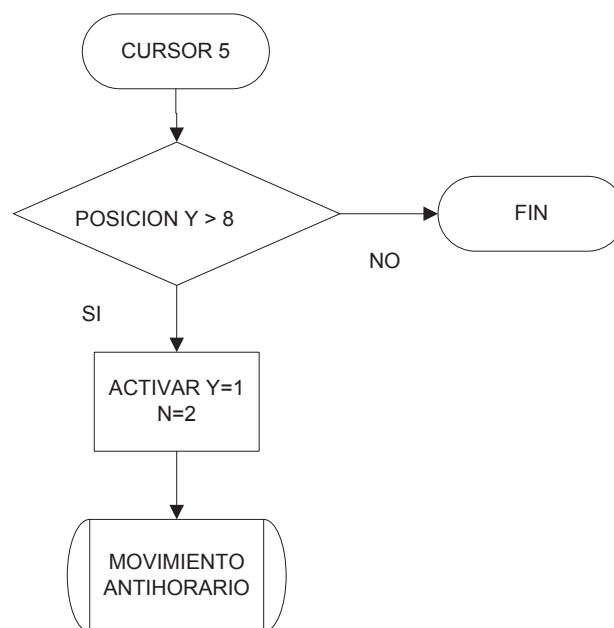 CURSOR 5
POSICION Y > 8
FIN
NO
SI
ACTIVAR Y=1
N=2
MOVIMIENTO
ANTIHORARIO